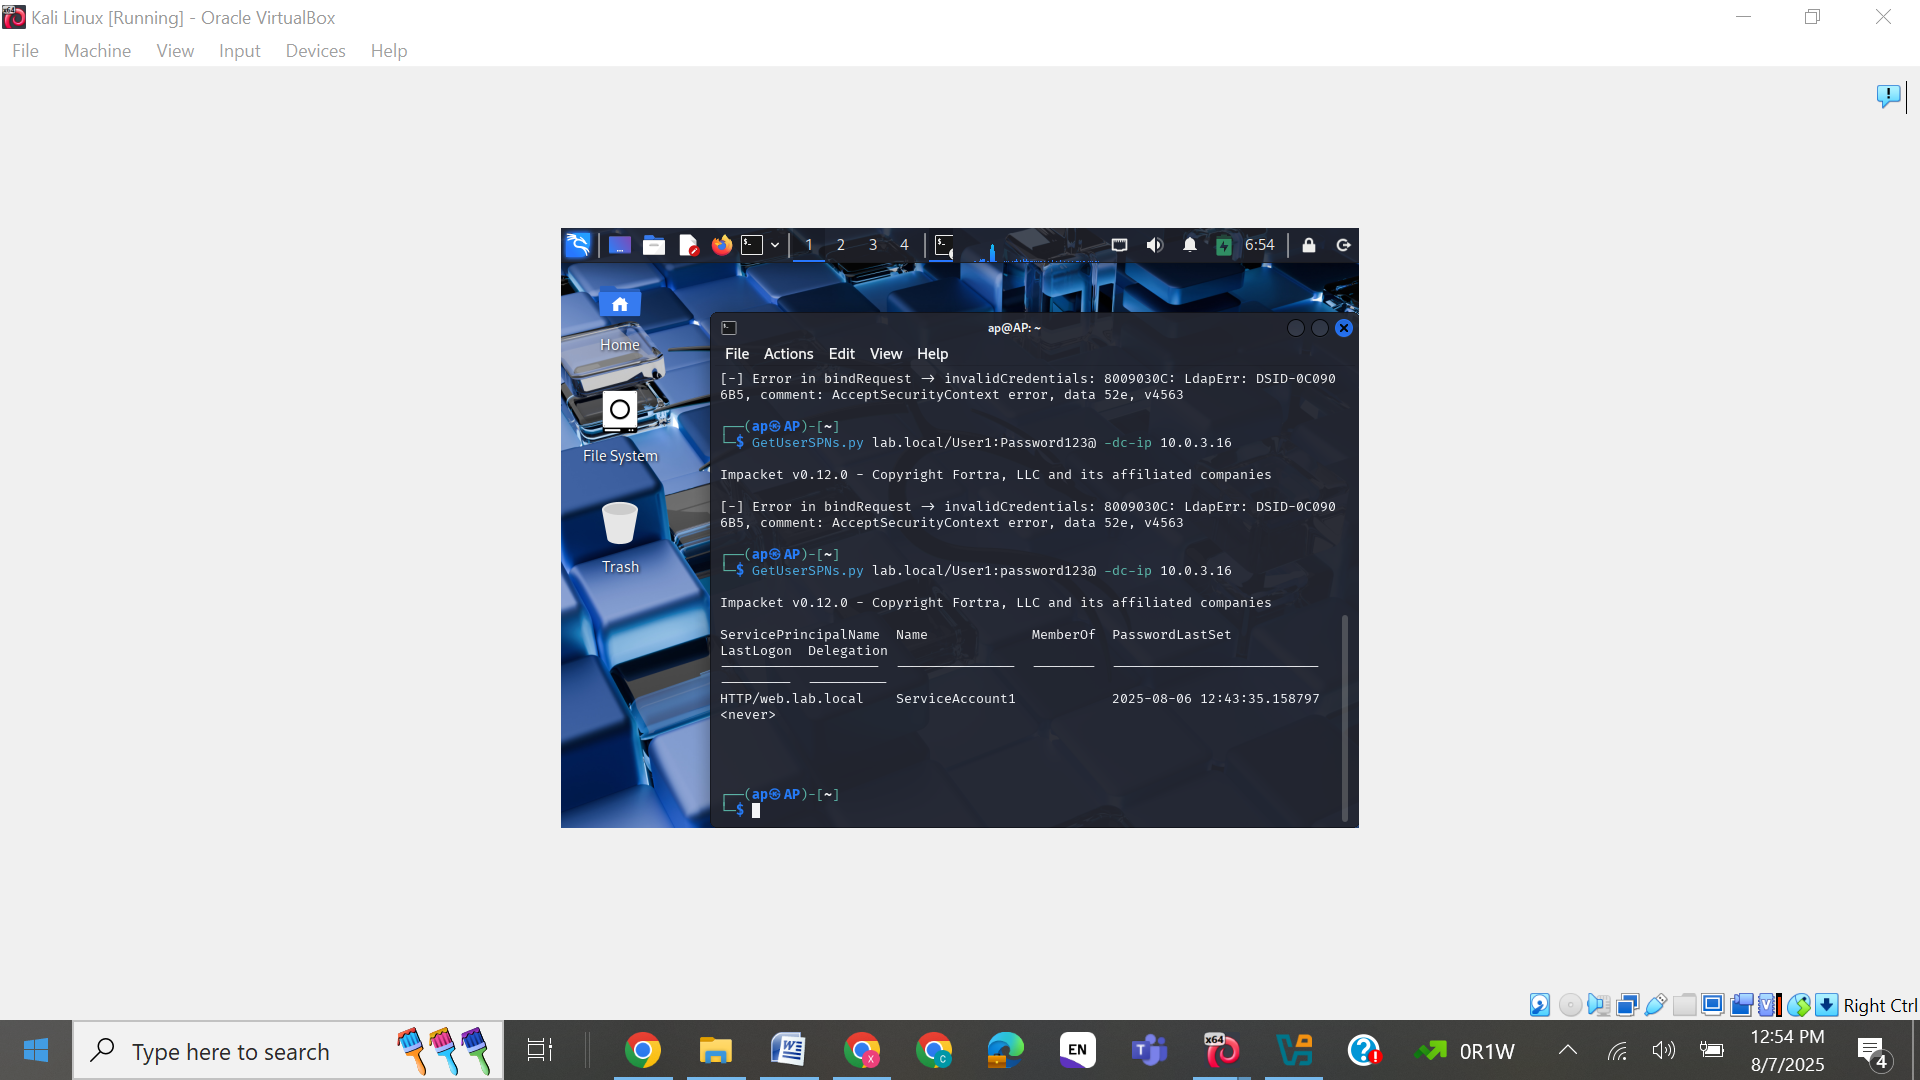 Kali Linux [Running] - Oracle VirtualBox
File Machine View Input Devices Help
1 2 3 4 6:54
Home
File System
Trash
ap@AP: ~
File Actions Edit View Help
[-] Error in bindRequest → invalidCredentials: 8009030C: LdapErr: DSID-0C090
6B5, comment: AcceptSecurityContext error, data 52e, v4563
┌──(ap㉿AP)-[~]
└─$ GetUserSPNs.py lab.local/User1:Password123@ -dc-ip 10.0.3.16
Impacket v0.12.0 - Copyright Fortra, LLC and its affiliated companies
[-] Error in bindRequest → invalidCredentials: 8009030C: LdapErr: DSID-0C090
6B5, comment: AcceptSecurityContext error, data 52e, v4563
┌──(ap㉿AP)-[~]
└─$ GetUserSPNs.py lab.local/User1:password123@ -dc-ip 10.0.3.16
Impacket v0.12.0 - Copyright Fortra, LLC and its affiliated companies
ServicePrincipalName Name MemberOf PasswordLastSet
LastLogon Delegation
HTTP/web.lab.local ServiceAccount1 2025-08-06 12:43:35.158797
<never>
┌──(ap㉿AP)-[~]
└─$
Right Ctrl
Type here to search
EN
x64
0R1W
12:54 PM
8/7/2025
4